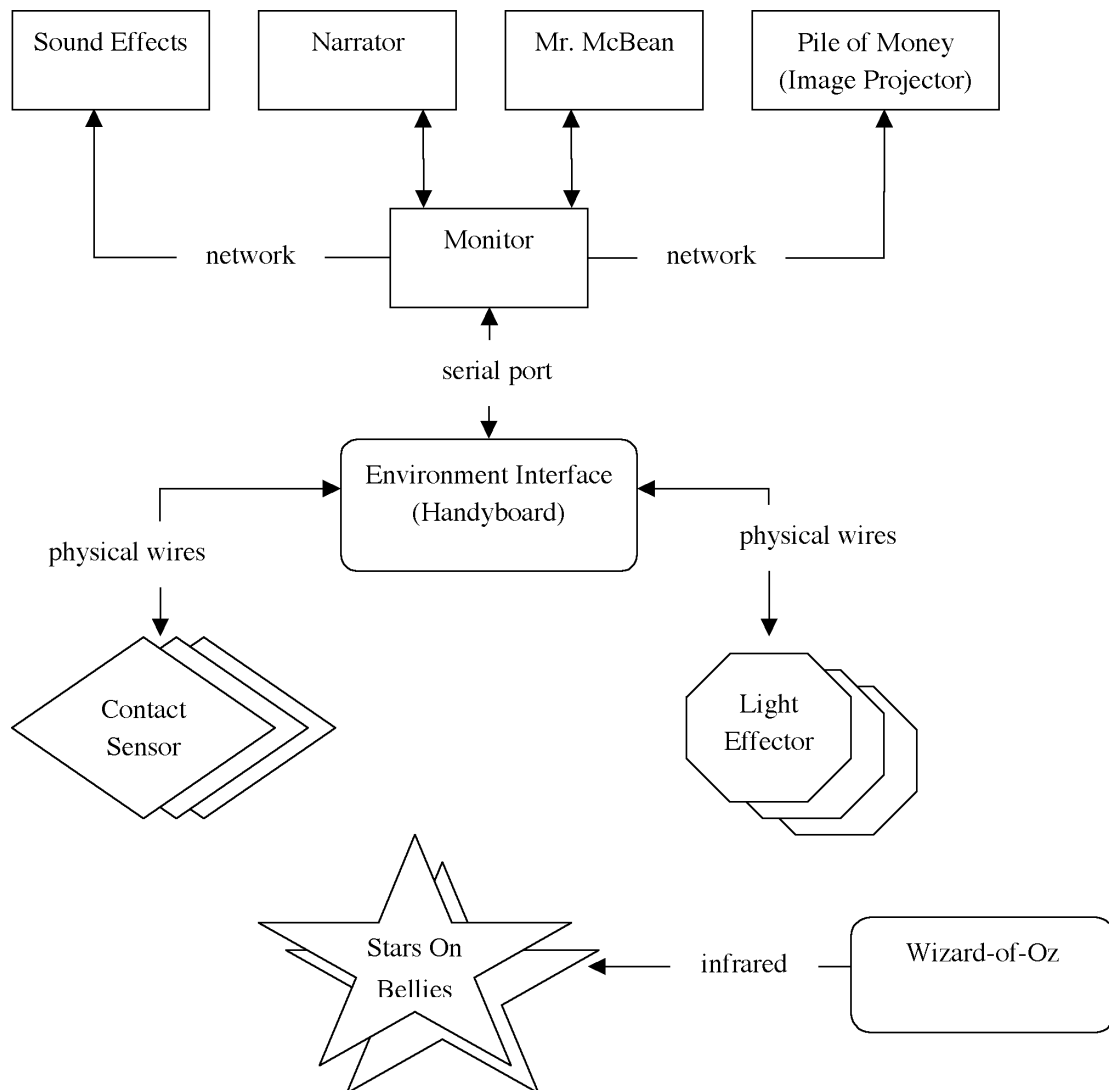 Sound Effects
Narrator
Mr. McBean
Pile of Money
(Image Projector)
Monitor
network
network
serial port
Environment Interface
(Handyboard)
physical wires
physical wires
Contact
Sensor
Light
Effector
Stars On
Bellies
infrared
Wizard-of-Oz